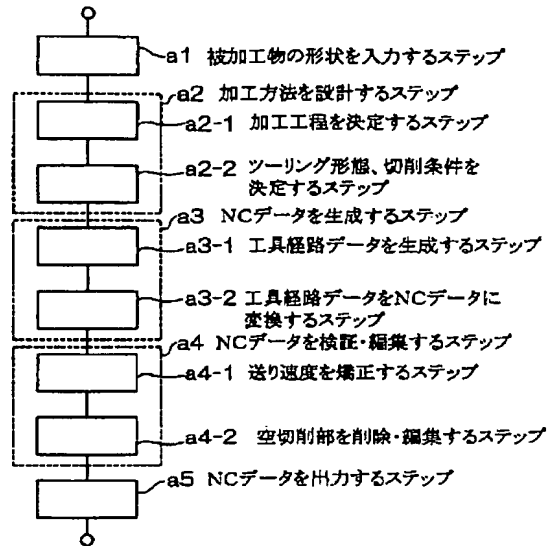 a1 被加工物の形状を入力するステップ
a2 加工方法を設計するステップ
a2-1 加工工程を決定するステップ
a2-2 ツーリング形態、切削条件を
決定するステップ
a3 NCデータを生成するステップ
a3-1 工具経路データを生成するステップ
a3-2 工具経路データをNCデータに
変換するステップ
a4 NCデータを検証・編集するステップ
a4-1 送り速度を矯正するステップ
a4-2 空切削部を削除・編集するステップ
a5 NCデータを出力するステップ